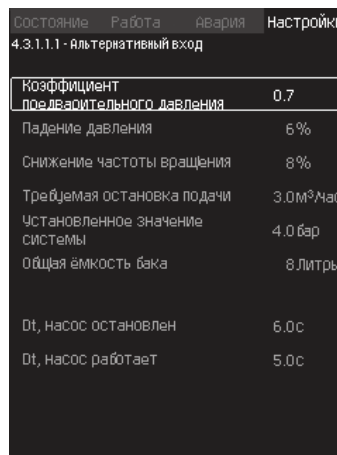 Состояние Работа Авария Настройки
4.3.1.1.1 - Альтернативный вход
Коэффициент
предварительного давления 0.7
Падение давления 6%
Снижение частоты вращения 8%
Требуемая остановка подачи 3.0м³/час
Установленное значение
системы 4.0бар
Общая ёмкость бака 8Литры
Dt, насос остановлен 6.0с
Dt, насос работает 5.0с